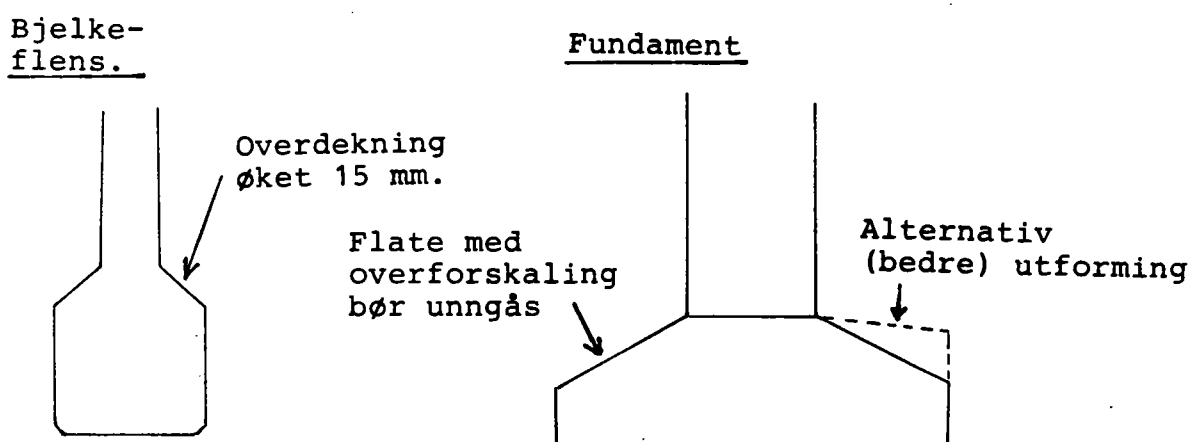 Bjelke-
flens.
Overdekning
øket 15 mm.
Fundament
Flate med
overforskaling
bør unngås
Alternativ
(bedre) utforming